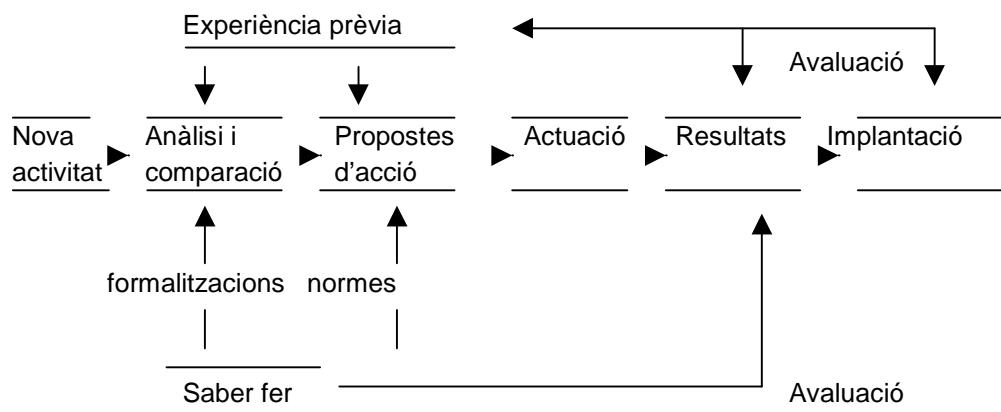 Experiència prèvia
Avaluació
Nova activitat
Anàlisi i comparació
Propostes d'acció
Actuació
Resultats
Implantació
formalitzacions
normes
Saber fer
Avaluació